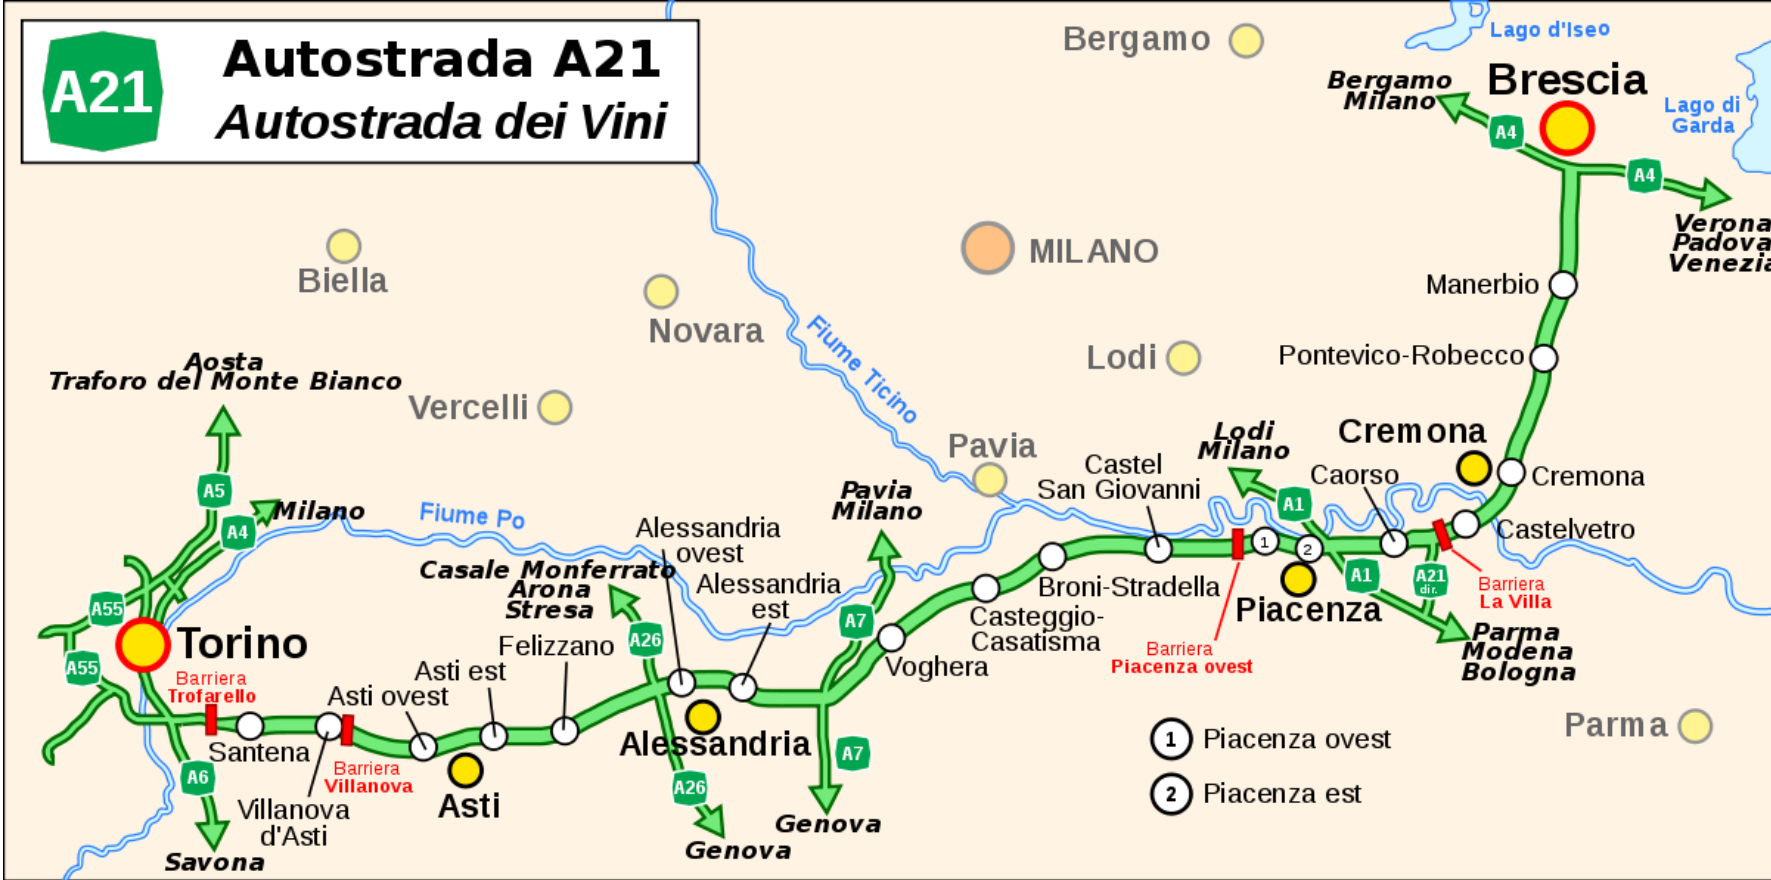 A21
Autostrada A21
Autostrada dei Vini
Bergamo
Lago d'Iseo
Bergamo
Milano
Brescia
A4
Lago di
Garda
A4
Verona
Padova
Venezia
Biella
Novara
MILANO
Manerbio
Fiume Ticino
Lodi
Pontevico-Robecco
Aosta
Traforo del Monte Bianco
Vercelli
Pavia
Lodi
Milano
Cremona
Castel
San Giovanni
Caorso
Cremona
A5
Milano
A4
Fiume Po
Pavia
Milano
A1
Castelvetro
Alessandria
ovest
1
2
Casale Monferrato
Arona
Stresa
Alessandria
est
Broni-Stradella
A1
A21
dir.
Barriera
La Villa
A55
Torino
A55
Felizzano
A26
A7
Casteggio-
Casatisma
Piacenza
Parma
Modena
Bologna
Barriera
Trofarello
Asti est
Asti ovest
Voghera
Barriera
Piacenza ovest
Santena
Alessandria
A7
Parma
1 Piacenza ovest
A6
Barriera
Villanova
A26
2 Piacenza est
Villanova
d'Asti
Asti
Genova
Savona
Genova